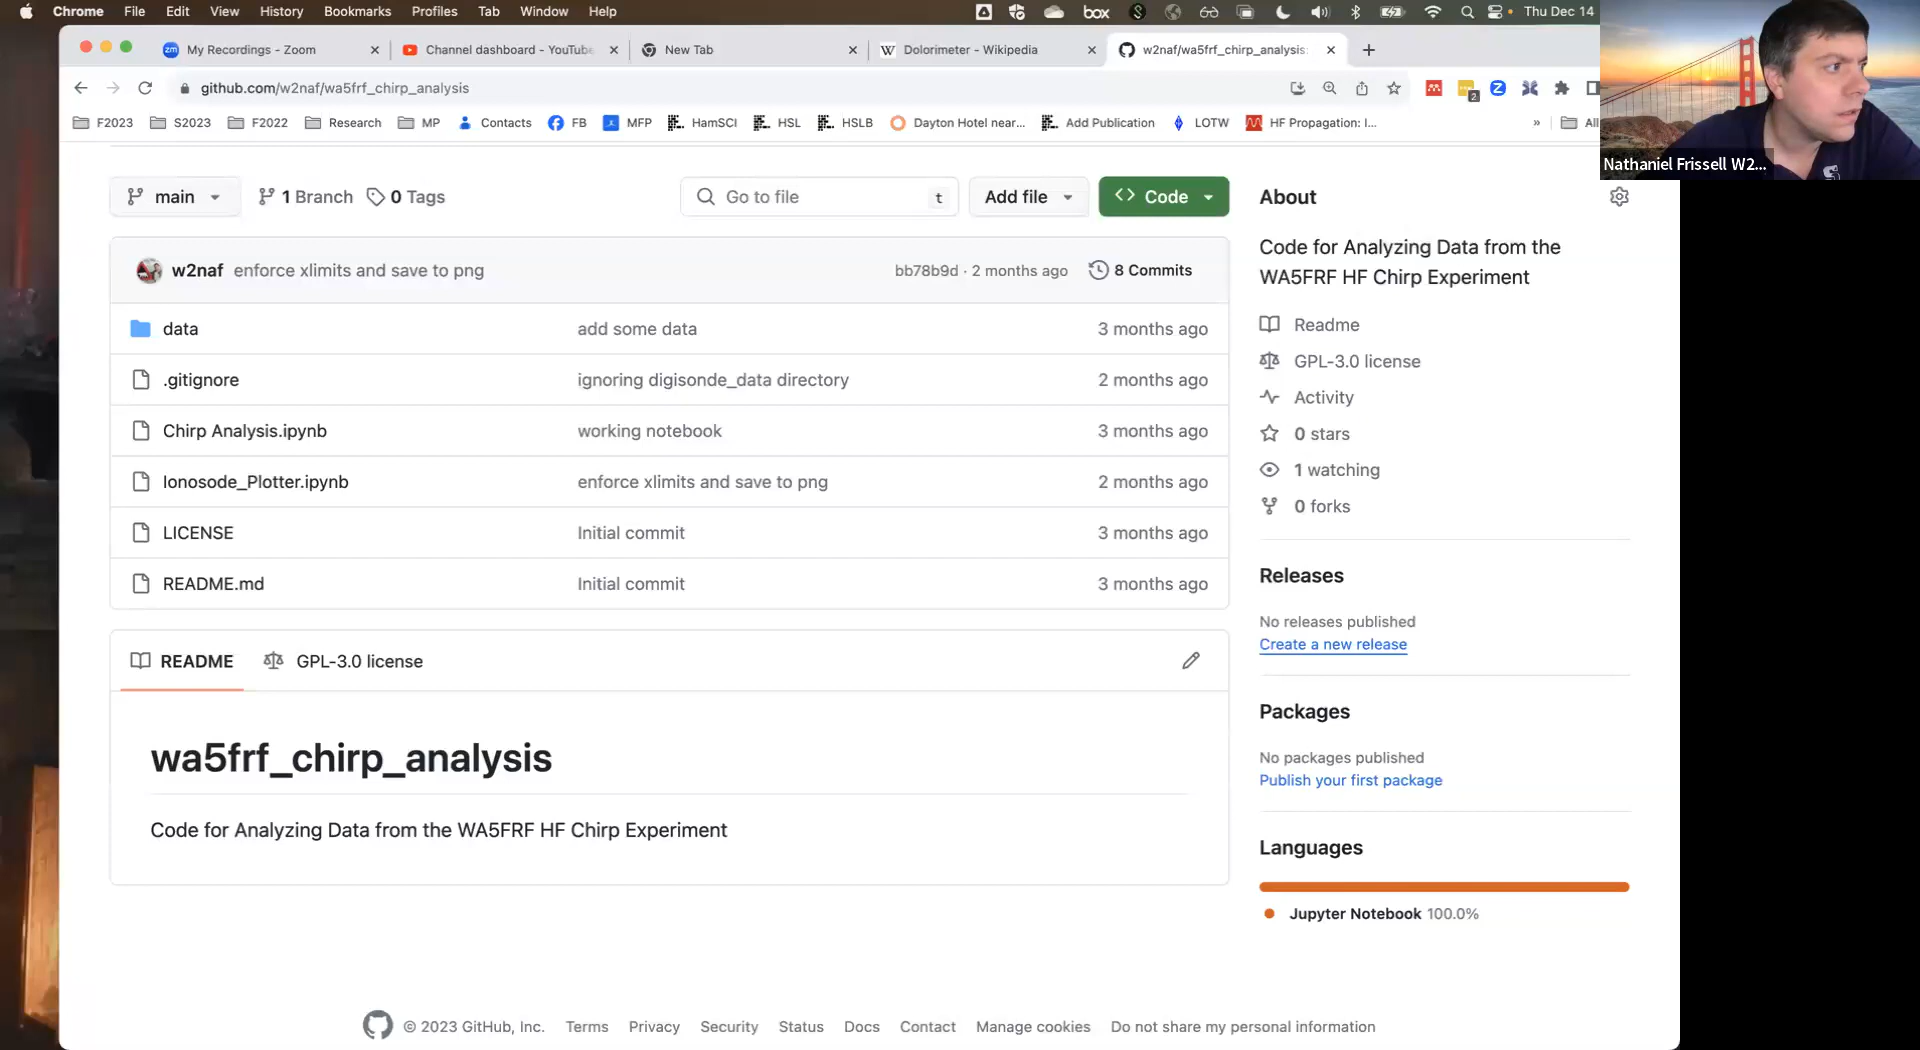 Chrome File Edit View History Bookmarks Profiles Tab Window Help
box
Thu Dec 14
My Recordings - Zoom
Channel dashboard - YouTube
New Tab
Dolorimeter - Wikipedia
w2naf/wa5frf_chirp_analysis:
github.com/w2naf/wa5frf_chirp_analysis
2
F2023 S2023 F2022 Research MP Contacts FB MFP HamSCI HSL HSLB Dayton Hotel near... Add Publication LOTW HF Propagation: I... » All
Nathaniel Frissell W2...
main
1 Branch
0 Tags
Go to file
t
Add file
Code
w2naf enforce xlimits and save to png bb78b9d · 2 months ago 8 Commits
data add some data 3 months ago
.gitignore ignoring digisonde_data directory 2 months ago
Chirp Analysis.ipynb working notebook 3 months ago
Ionosode_Plotter.ipynb enforce xlimits and save to png 2 months ago
LICENSE Initial commit 3 months ago
README.md Initial commit 3 months ago
README GPL-3.0 license
wa5frf_chirp_analysis
Code for Analyzing Data from the WA5FRF HF Chirp Experiment
About
Code for Analyzing Data from the
WA5FRF HF Chirp Experiment
Readme
GPL-3.0 license
Activity
0 stars
1 watching
0 forks
Releases
No releases published
Create a new release
Packages
No packages published
Publish your first package
Languages
Jupyter Notebook 100.0%
© 2023 GitHub, Inc. Terms Privacy Security Status Docs Contact Manage cookies Do not share my personal information